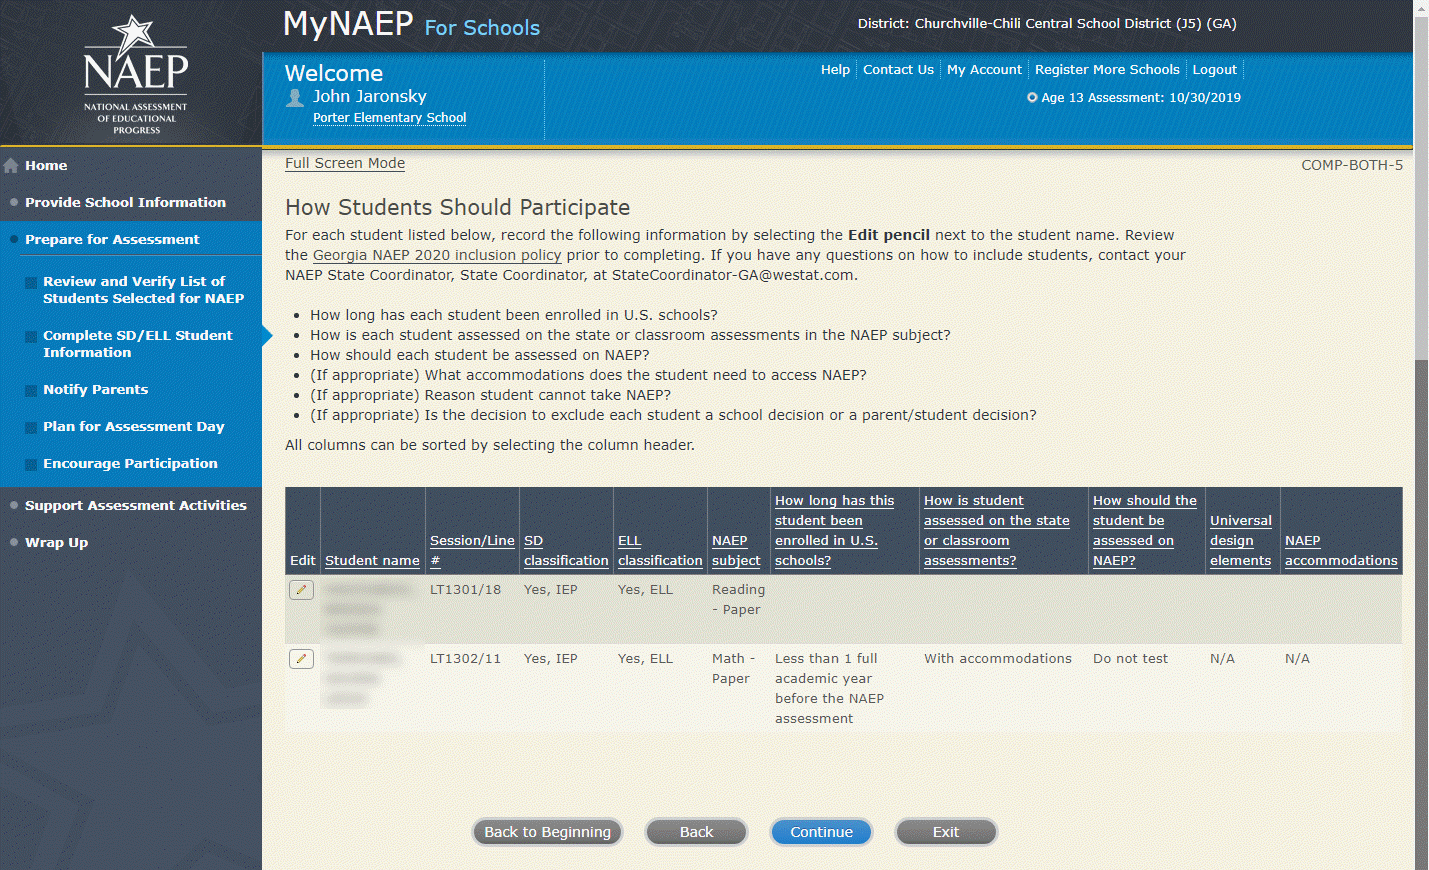 NAEP
NATIONAL ASSESSMENT
OF EDUCATIONAL
PROGRESS
MyNAEP For Schools
District: Churchville-Chili Central School District (J5) (GA)
Welcome
John Jaronsky
Porter Elementary School
Help Contact Us My Account Register More Schools Logout
Age 13 Assessment: 10/30/2019
Home
Provide School Information
Prepare for Assessment
Review and Verify List of
Students Selected for NAEP
Complete SD/ELL Student
Information
Notify Parents
Plan for Assessment Day
Encourage Participation
Support Assessment Activities
Wrap Up
Full Screen Mode
COMP-BOTH-5
How Students Should Participate
For each student listed below, record the following information by selecting the Edit pencil next to the student name. Review
the Georgia NAEP 2020 inclusion policy prior to completing. If you have any questions on how to include students, contact your
NAEP State Coordinator, State Coordinator, at StateCoordinator-GA@westat.com.
• How long has each student been enrolled in U.S. schools?
• How is each student assessed on the state or classroom assessments in the NAEP subject?
• How should each student be assessed on NAEP?
• (If appropriate) What accommodations does the student need to access NAEP?
• (If appropriate) Reason student cannot take NAEP?
• (If appropriate) Is the decision to exclude each student a school decision or a parent/student decision?
All columns can be sorted by selecting the column header.
Edit
Student name
Session/Line
#
SD
classification
ELL
classification
NAEP
subject
How long has this
student been
enrolled in U.S.
schools?
How is student
assessed on the state
or classroom
assessments?
How should the
student be
assessed on
NAEP?
Universal
design
elements
NAEP
accommodations
LT1301/18
Yes, IEP
Yes, ELL
Reading
- Paper
LT1302/11
Yes, IEP
Yes, ELL
Math -
Paper
Less than 1 full
academic year
before the NAEP
assessment
With accommodations
Do not test
N/A
N/A
Back to Beginning
Back
Continue
Exit